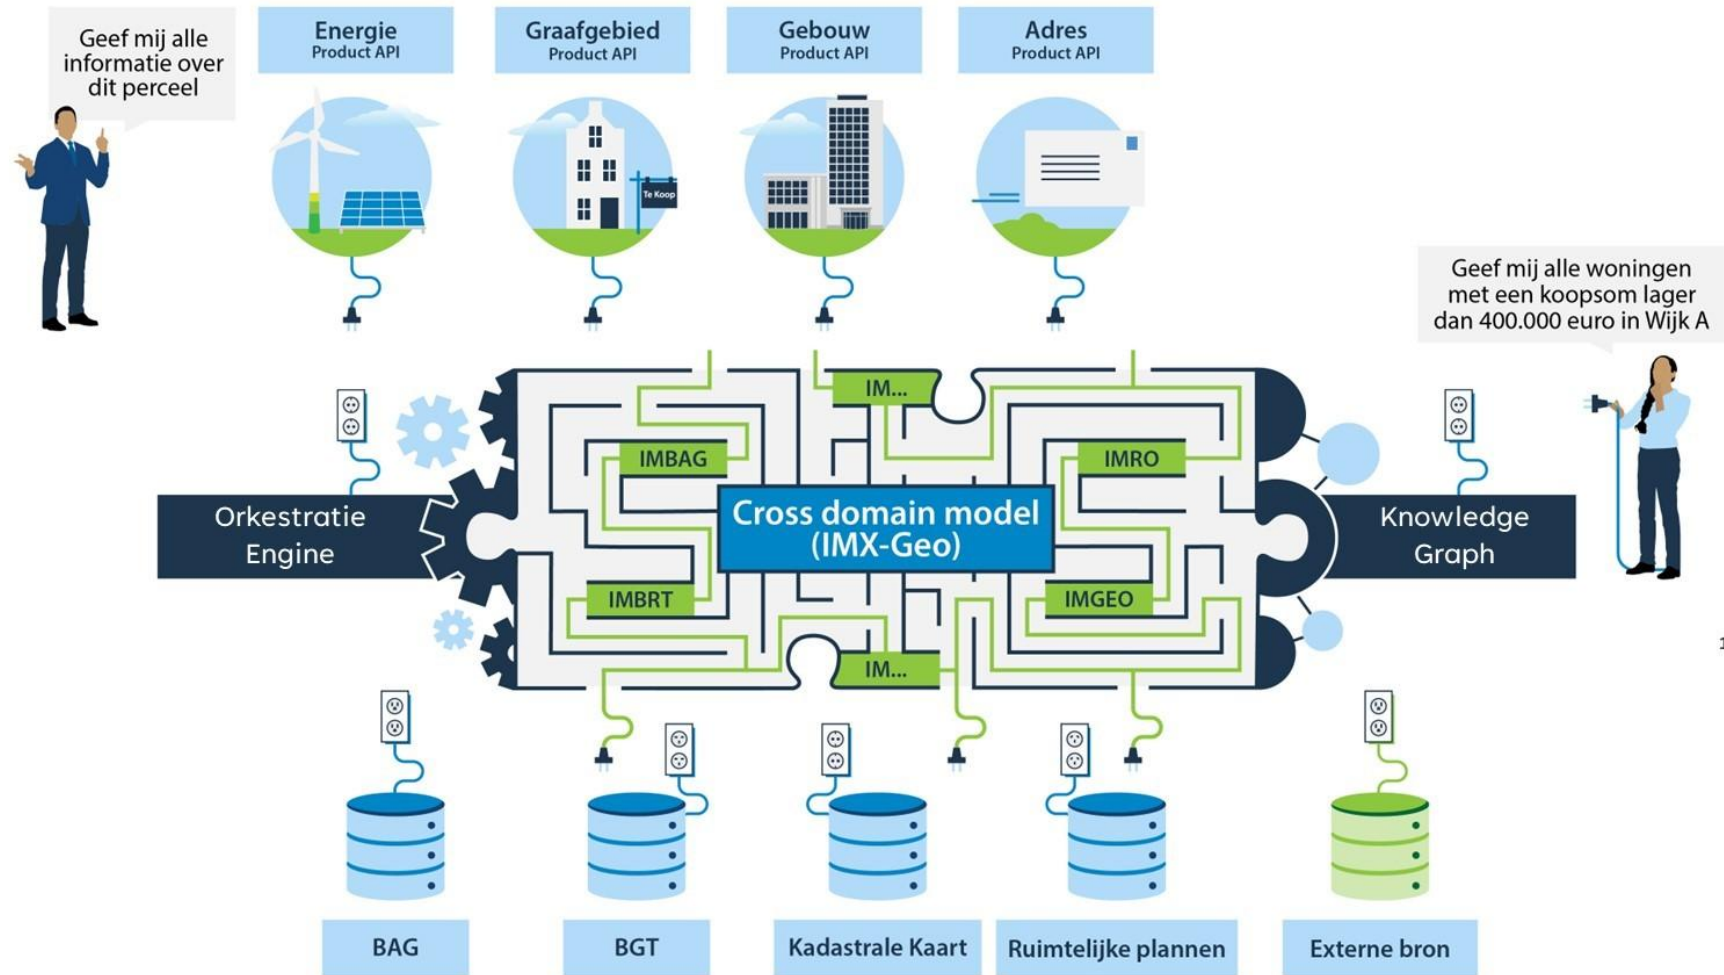 Geef mij alle
informatie over
dit perceel
Energie
Product API
Graafgebied
Product API
Gebouw
Product API
Adres
Product API
Te Koop
Geef mij alle woningen
met een koopsom lager
dan 400.000 euro in Wijk A
IM...
IMBAG
IMRO
Orkestratie
Engine
Cross domain model
(IMX-Geo)
Knowledge
Graph
IMBRT
IMGEO
IM...
1
BAG
BGT
Kadastrale Kaart
Ruimtelijke plannen
Externe bron